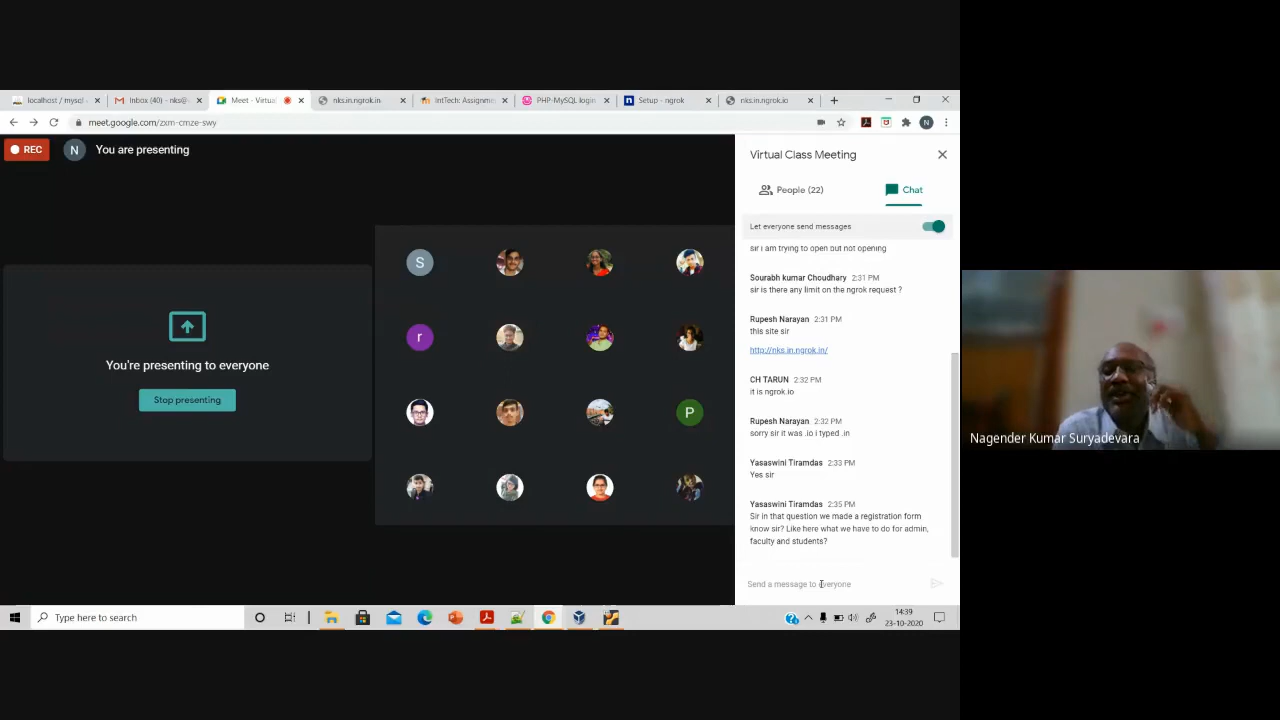 localhost / mysql
Inbox (40) - nks@
Meet - Virtual
nks.in.ngrok.in
IntTech: Assignme
PHP-MySQL login
Setup - ngrok
nks.in.ngrok.io
meet.google.com/zxm-cmze-swy
N
REC
N
You are presenting
Virtual Class Meeting
People (22)
Chat
Let everyone send messages
sir i am trying to open but not opening
Sourabh kumar Choudhary 2:31 PM
sir is there any limit on the ngrok request ?
Rupesh Narayan 2:31 PM
this site sir
http://nks.in.ngrok.in/
CH TARUN 2:32 PM
it is ngrok.io
Rupesh Narayan 2:32 PM
sorry sir it was .io i typed .in
Yasaswini Tiramdas 2:33 PM
Yes sir
Yasaswini Tiramdas 2:35 PM
Sir in that question we made a registration form
know sir? Like here what we have to do for admin,
faculty and students?
Send a message to everyone
You're presenting to everyone
Stop presenting
S
r
P
Nagender Kumar Suryadevara
Type here to search
14:39
23-10-2020